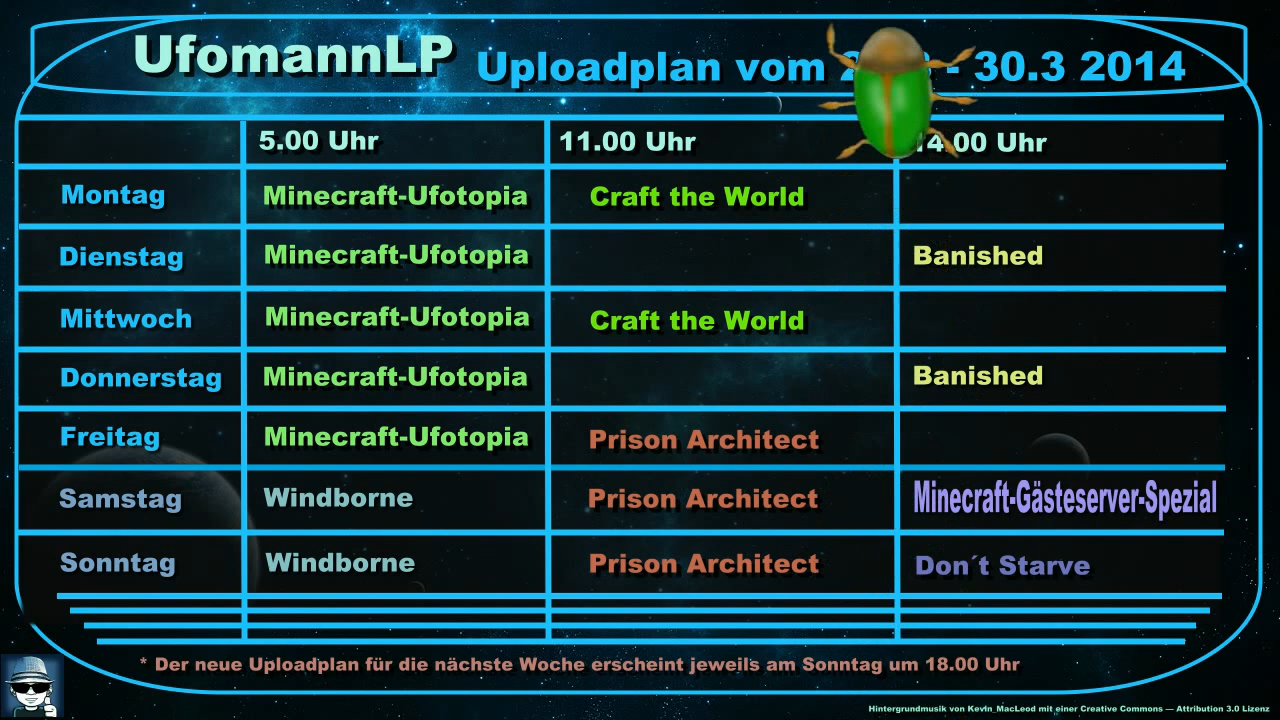 UfomannLP Uploadplan vom - 30.3 2014
5.00 Uhr 11.00 Uhr 14.00 Uhr
Montag Minecraft-Ufotopia Craft the World
Dienstag Minecraft-Ufotopia Banished
Mittwoch Minecraft-Ufotopia Craft the World
Donnerstag Minecraft-Ufotopia Banished
Freitag Minecraft-Ufotopia Prison Architect
Samstag Windborne Prison Architect Minecraft-Gästeserver-Spezial
Sonntag Windborne Prison Architect Don´t Starve
* Der neue Uploadplan für die nächste Woche erscheint jeweils am Sonntag um 18.00 Uhr
Hintergrundmusik von Kevin_MacLeod mit einer Creative Commons — Attribution 3.0 Lizenz